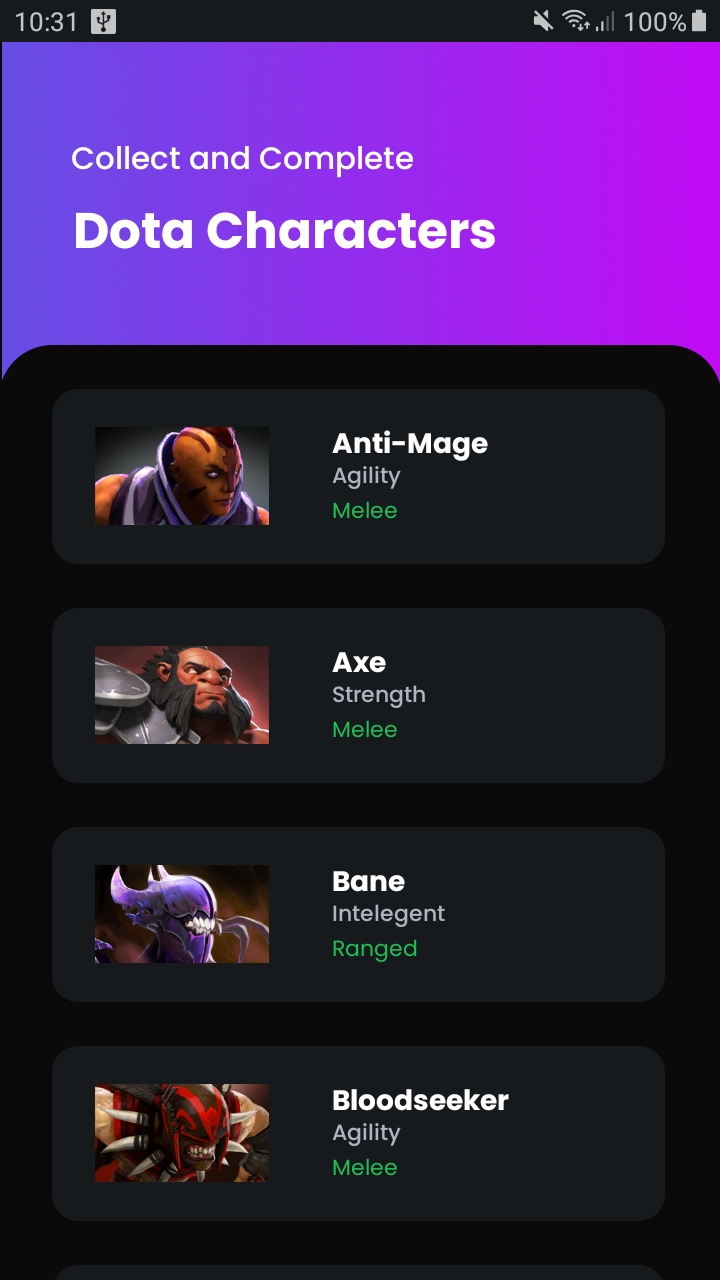 10:31 100%
Collect and Complete
Dota Characters
Anti-Mage
Agility
Melee
Axe
Strength
Melee
Bane
Intelegent
Ranged
Bloodseeker
Agility
Melee